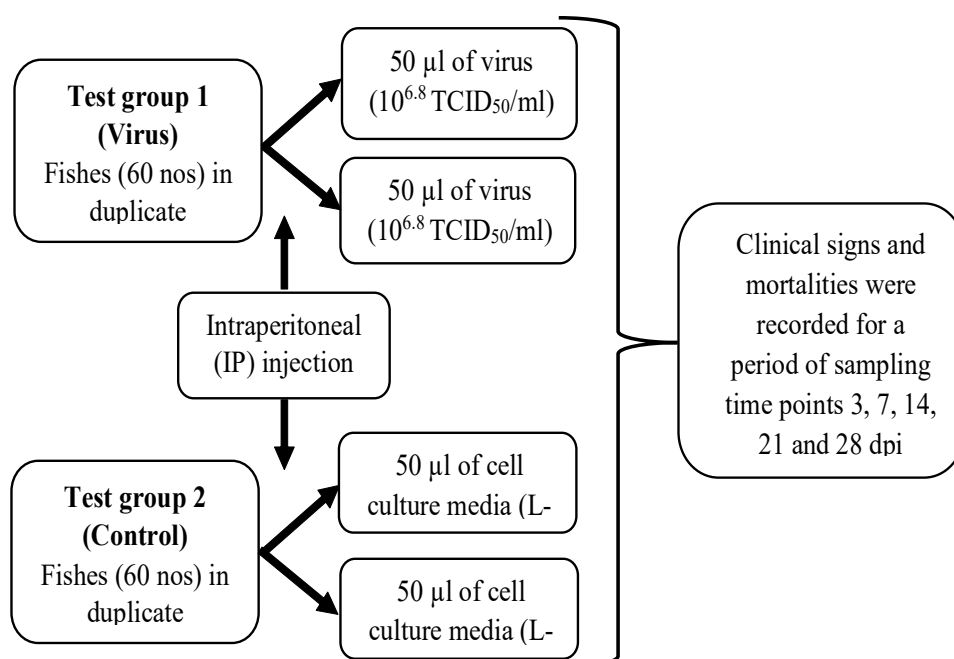 Test group 1
(Virus)
Fishes (60 nos) in
duplicate
50 µl of virus
(10^6.8 TCID₅₀/ml)
50 µl of virus
(10^6.8 TCID₅₀/ml)
Intraperitoneal
(IP) injection
Test group 2
(Control)
Fishes (60 nos) in
duplicate
50 µl of cell
culture media (L-
50 µl of cell
culture media (L-
Clinical signs and
mortalities were
recorded for a
period of sampling
time points 3, 7, 14,
21 and 28 dpi